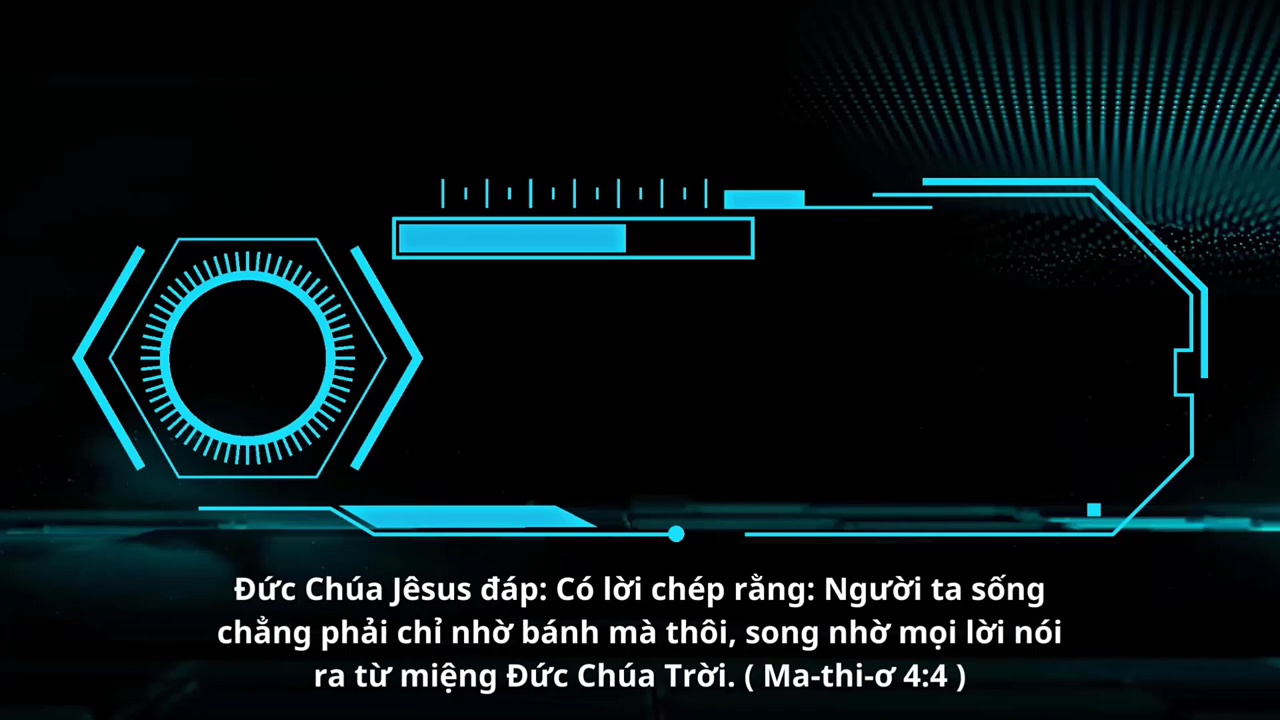 Đức Chúa Jêsus đáp: Có lời chép rằng: Người ta sống
chẳng phải chỉ nhờ bánh mà thôi, song nhờ mọi lời nói
ra từ miệng Đức Chúa Trời. ( Ma-thi-ơ 4:4 )